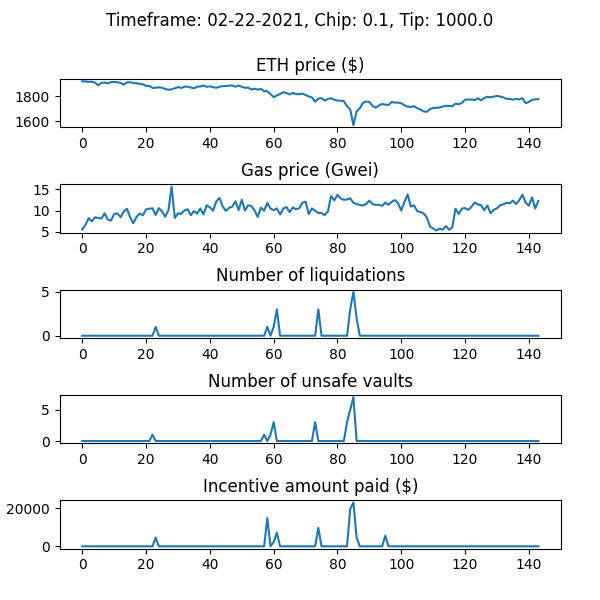 Timeframe: 02-22-2021, Chip: 0.1, Tip: 1000.0
ETH price ($)
1800
1600
0 20 40 60 80 100 120 140
Gas price (Gwei)
15
10
5
0 20 40 60 80 100 120 140
Number of liquidations
5
0
0 20 40 60 80 100 120 140
Number of unsafe vaults
5
0
0 20 40 60 80 100 120 140
Incentive amount paid ($)
20000
0
0 20 40 60 80 100 120 140